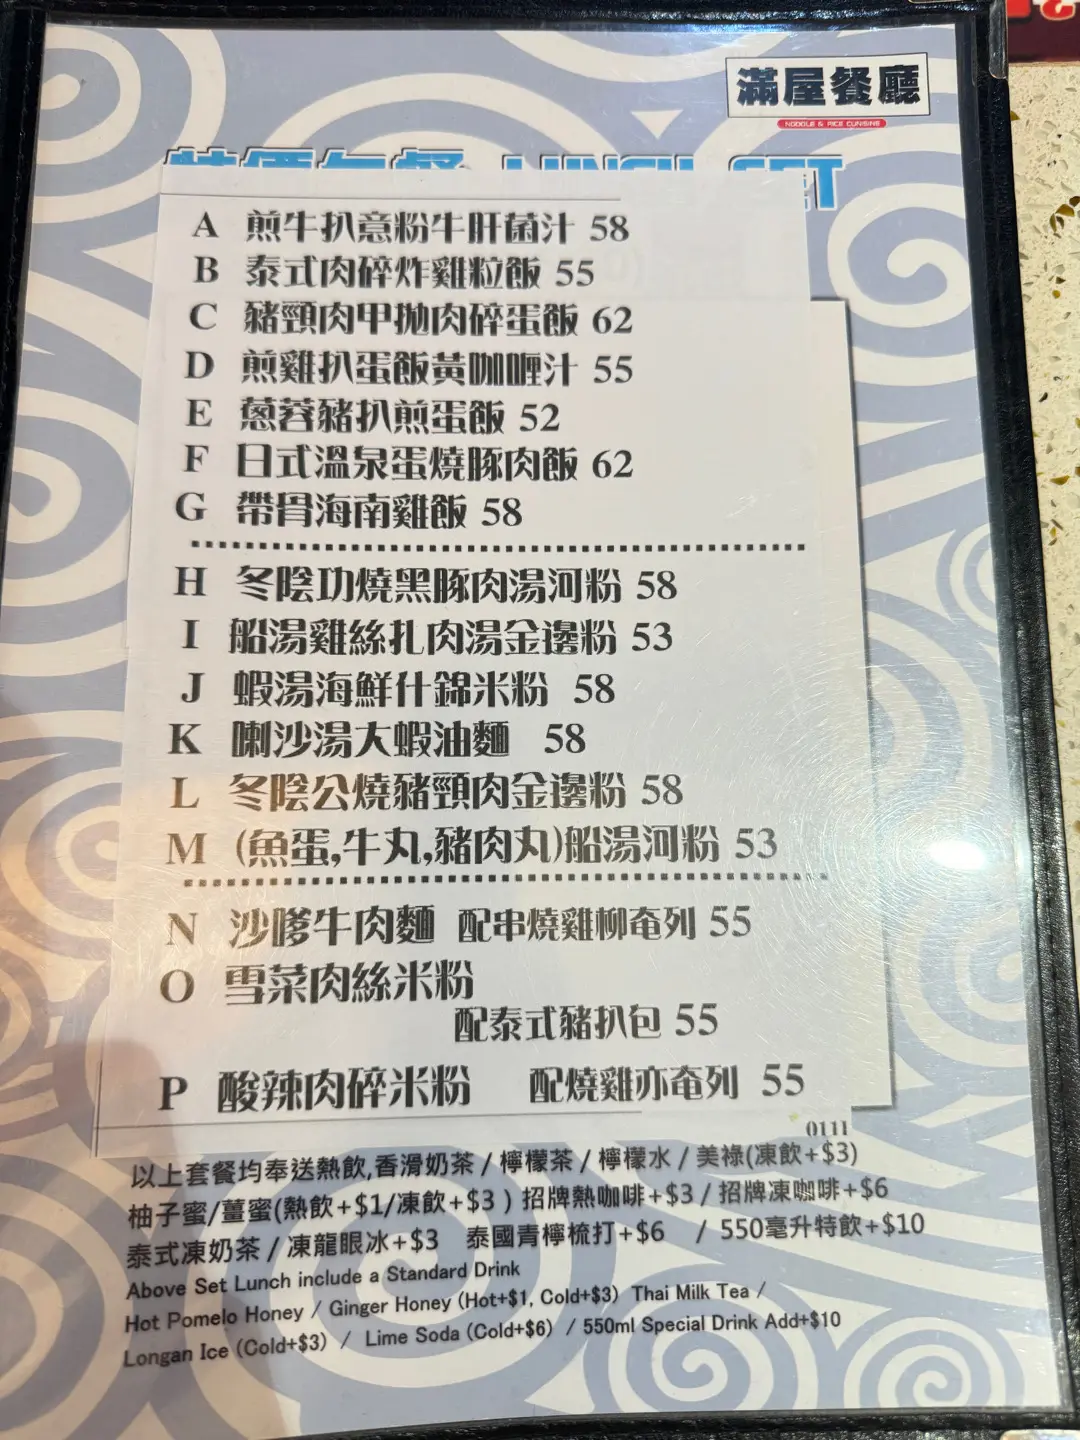 滿屋餐廳
NOODLE & RICE CUNISINE
特價午餐 LUNCH SET
A 煎牛扒意粉牛肝菌汁 58
B 泰式肉碎炸雞粒飯 55
C 豬頸肉甲拋肉碎蛋飯 62
D 煎雞扒蛋飯黃咖喱汁 55
E 蔥蓉豬扒煎蛋飯 52
F 日式溫泉蛋燒豚肉飯 62
G 帶骨海南雞飯 58
H 冬陰功燒黑豚肉湯河粉 58
I 船湯雞絲扎肉湯金邊粉 53
J 蝦湯海鮮什錦米粉 58
K 喇沙湯大蝦油麵 58
L 冬陰公燒豬頸肉金邊粉 58
M (魚蛋,牛丸,豬肉丸)船湯河粉 53
N 沙嗲牛肉麵 配串燒雞柳奄列 55
O 雪菜肉絲米粉
配泰式豬扒包 55
P 酸辣肉碎米粉 配燒雞亦奄列 55
0111
以上套餐均奉送熱飲,香滑奶茶 / 檸檬茶 / 檸檬水 / 美祿(凍飲+$3)
柚子蜜/薑蜜(熱飲+$1/凍飲+$3 ) 招牌熱咖啡+$3 / 招牌凍咖啡+$6
泰式凍奶茶 / 凍龍眼冰+$3 泰國青檸梳打+$6 / 550毫升特飲+$10
Above Set Lunch include a Standard Drink
Hot Pomelo Honey / Ginger Honey (Hot+$1, Cold+$3) Thai Milk Tea /
Longan Ice (Cold+$3) / Lime Soda (Cold+$6) / 550ml Special Drink Add+$10